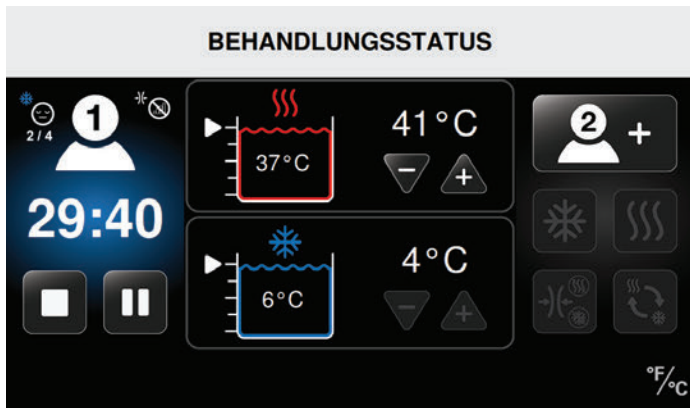 BEHANDLUNGSSTATUS
1
2/4
29:40
41°C
37°C
4°C
6°C
2 +
°F/°C